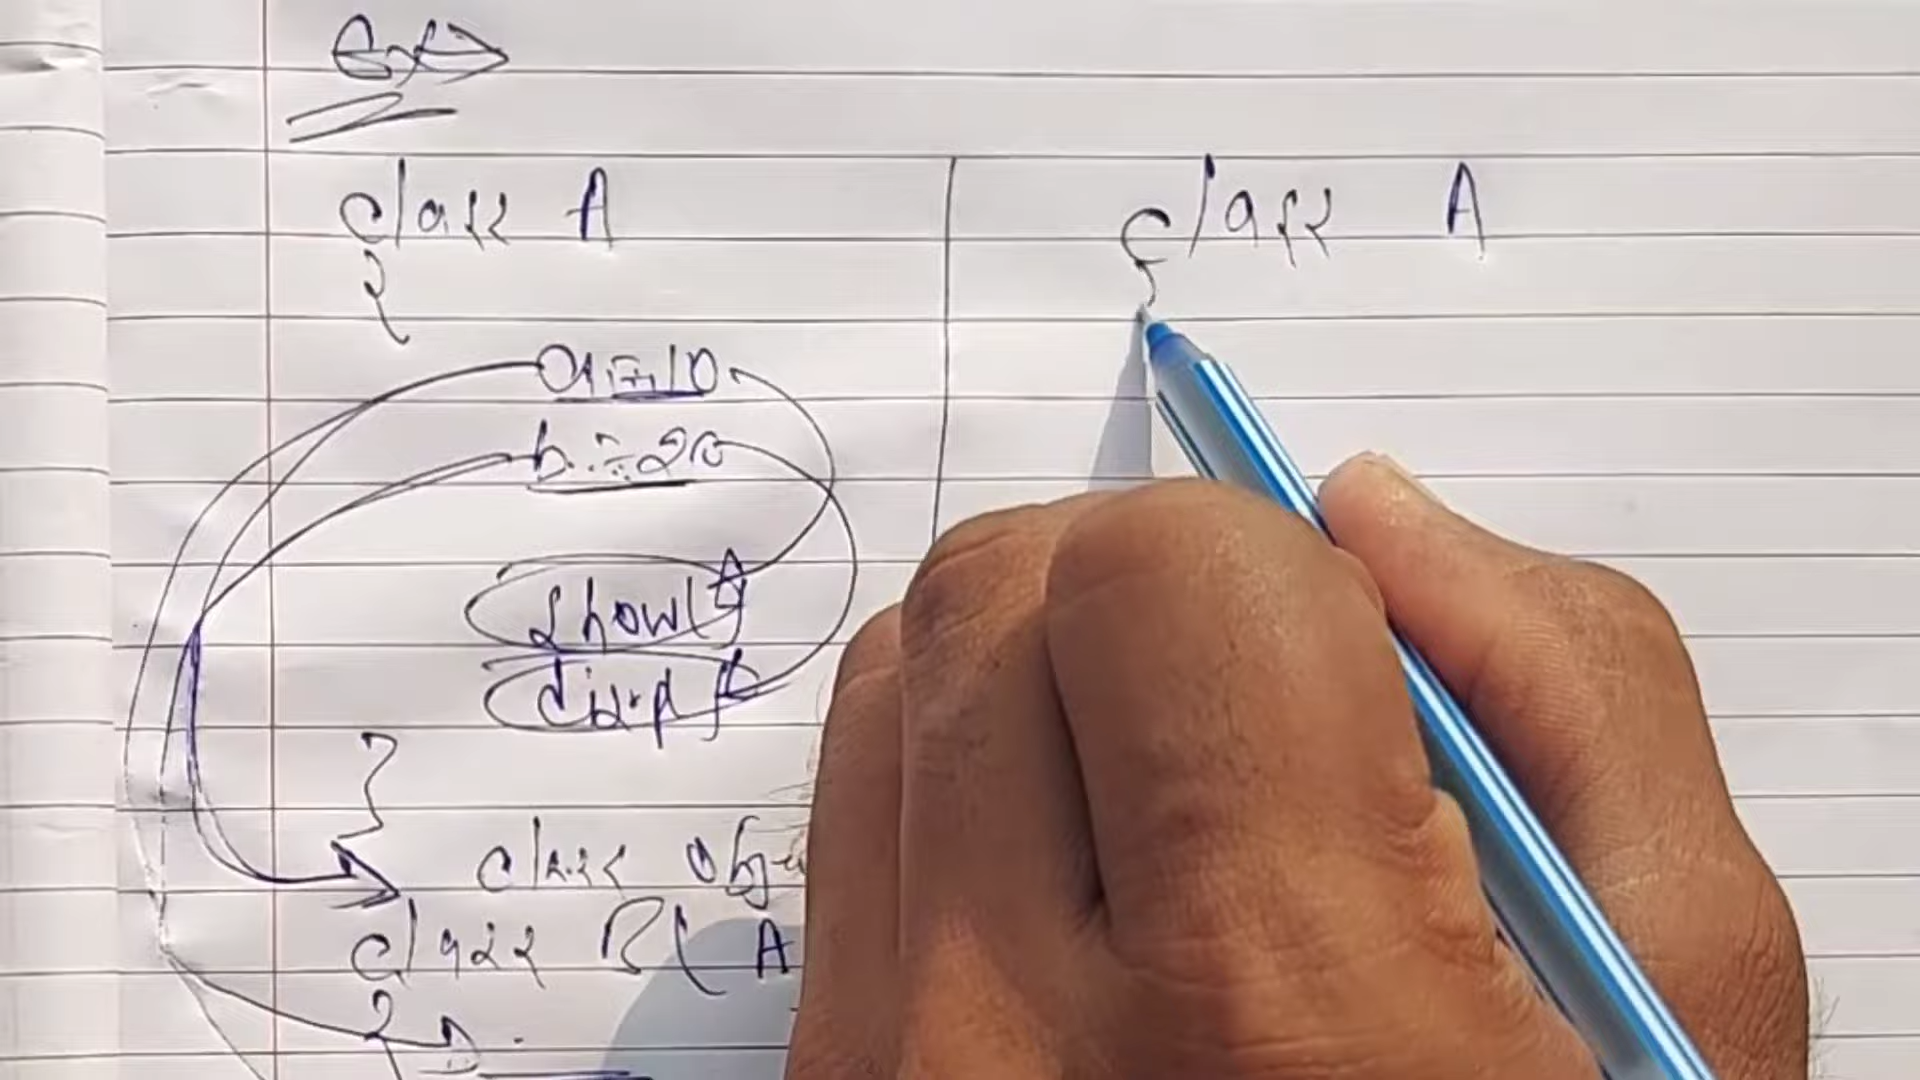 Ex→
class A
{
a = 10
b = 20
show()
disp()
}
class obj
class B( A
{
class A
{